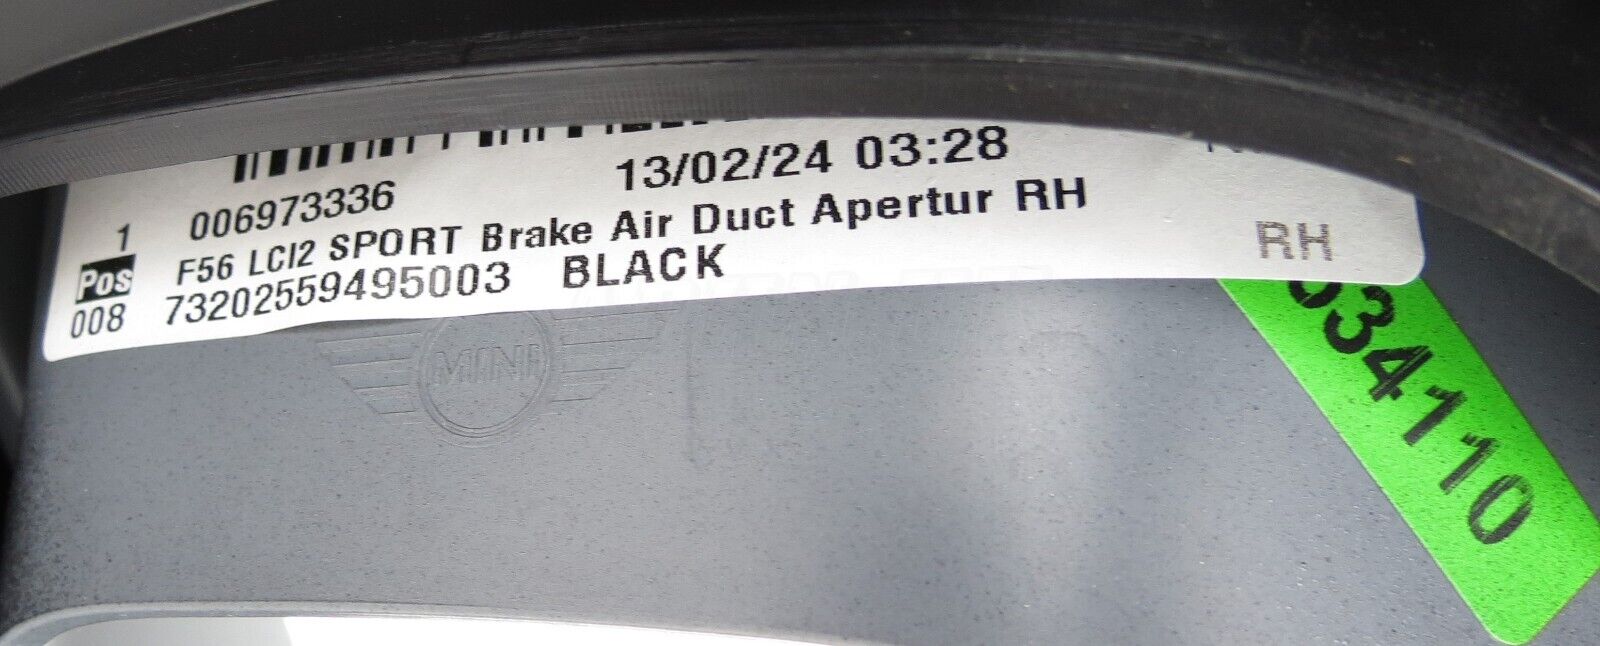 13/02/24 03:28
1 006973336
F56 LCI2 SPORT Brake Air Duct Apertur RH
Pos
008 73202559495003 BLACK
RH
MINI
34110